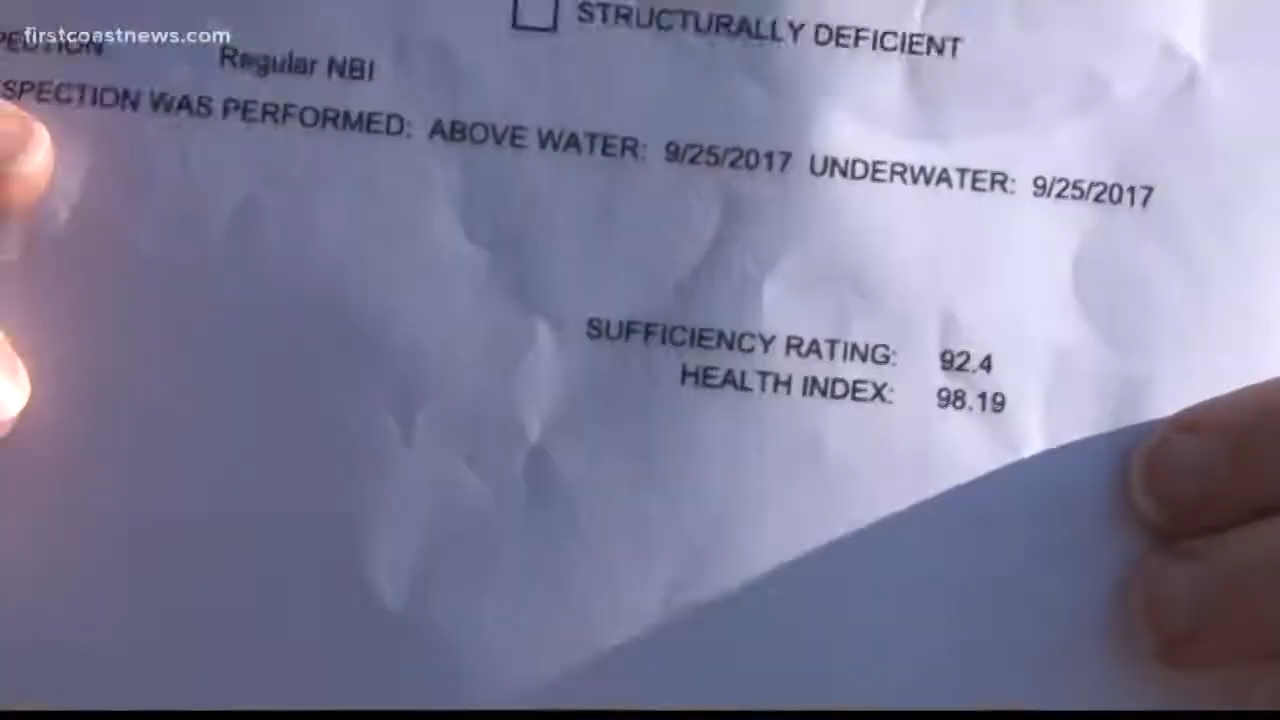 firstcoastnews.com
STRUCTURALLY DEFICIENT
PECTION Regular NBI
SPECTION WAS PERFORMED: ABOVE WATER: 9/25/2017 UNDERWATER: 9/25/2017
SUFFICIENCY RATING: 92.4
HEALTH INDEX: 98.19